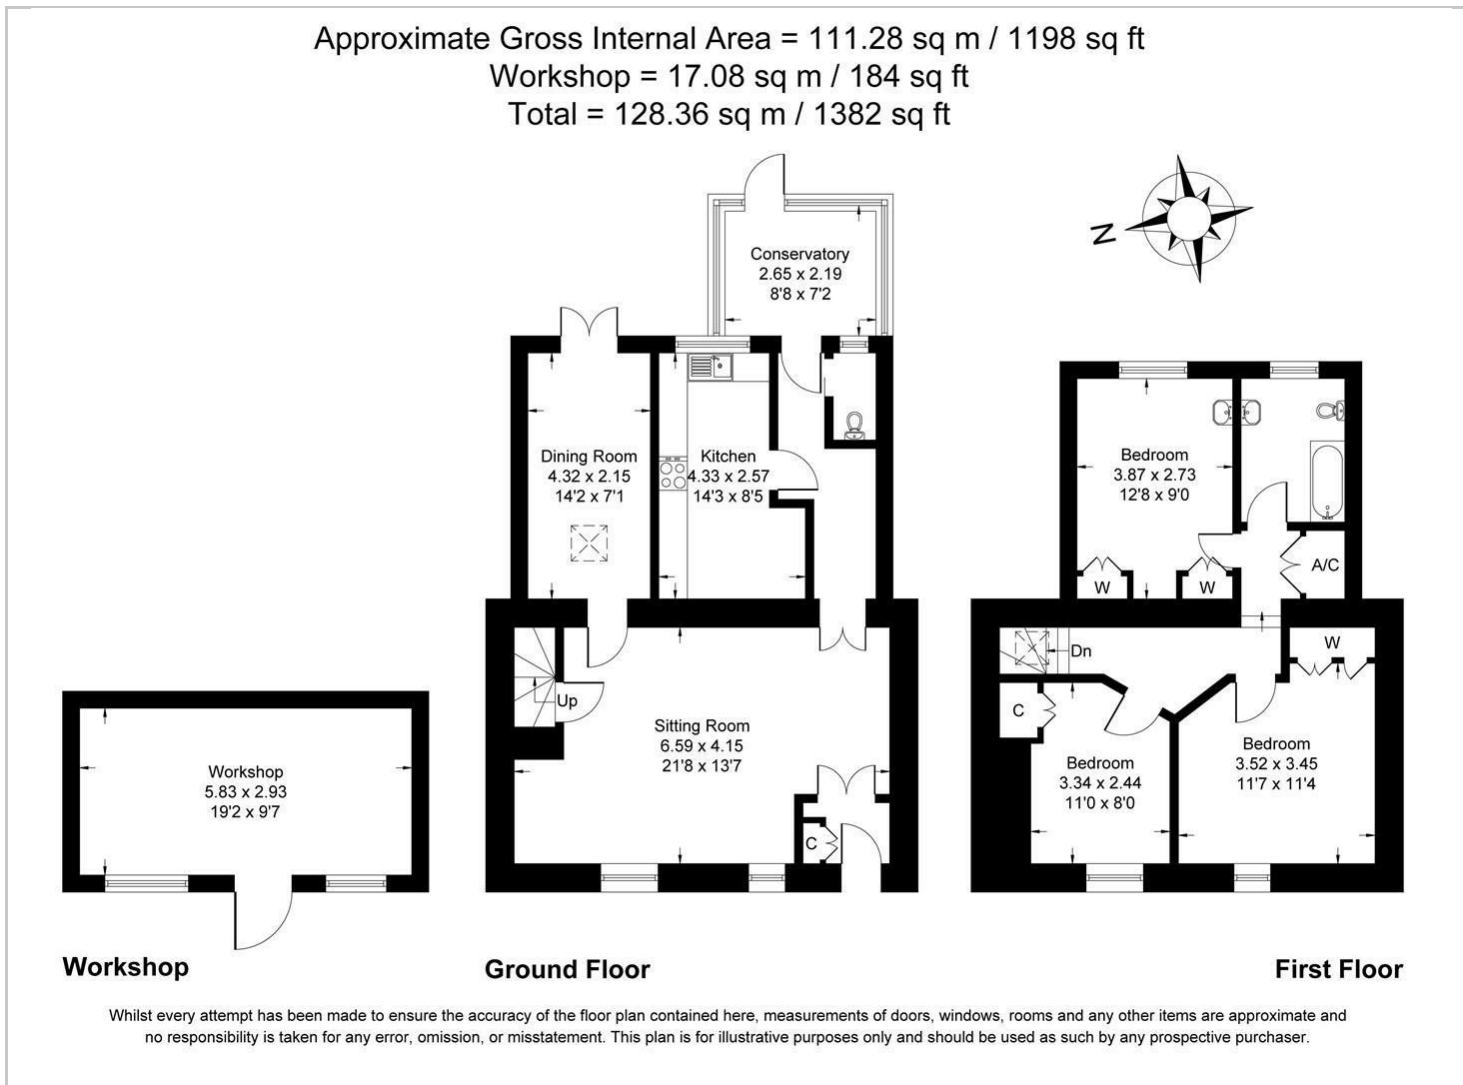 Approximate Gross Internal Area = 111.28 sq m / 1198 sq ft
Workshop = 17.08 sq m / 184 sq ft
Total = 128.36 sq m / 1382 sq ft
N
Conservatory
2.65 x 2.19
8'8 x 7'2
Dining Room
4.32 x 2.15
14'2 x 7'1
Kitchen
4.33 x 2.57
14'3 x 8'5
Bedroom
3.87 x 2.73
12'8 x 9'0
W
W
A/C
Up
Sitting Room
6.59 x 4.15
21'8 x 13'7
C
Dn
W
C
Bedroom
3.34 x 2.44
11'0 x 8'0
Bedroom
3.52 x 3.45
11'7 x 11'4
Workshop
5.83 x 2.93
19'2 x 9'7
Workshop
Ground Floor
First Floor
Whilst every attempt has been made to ensure the accuracy of the floor plan contained here, measurements of doors, windows, rooms and any other items are approximate and
no responsibility is taken for any error, omission, or misstatement. This plan is for illustrative purposes only and should be used as such by any prospective purchaser.